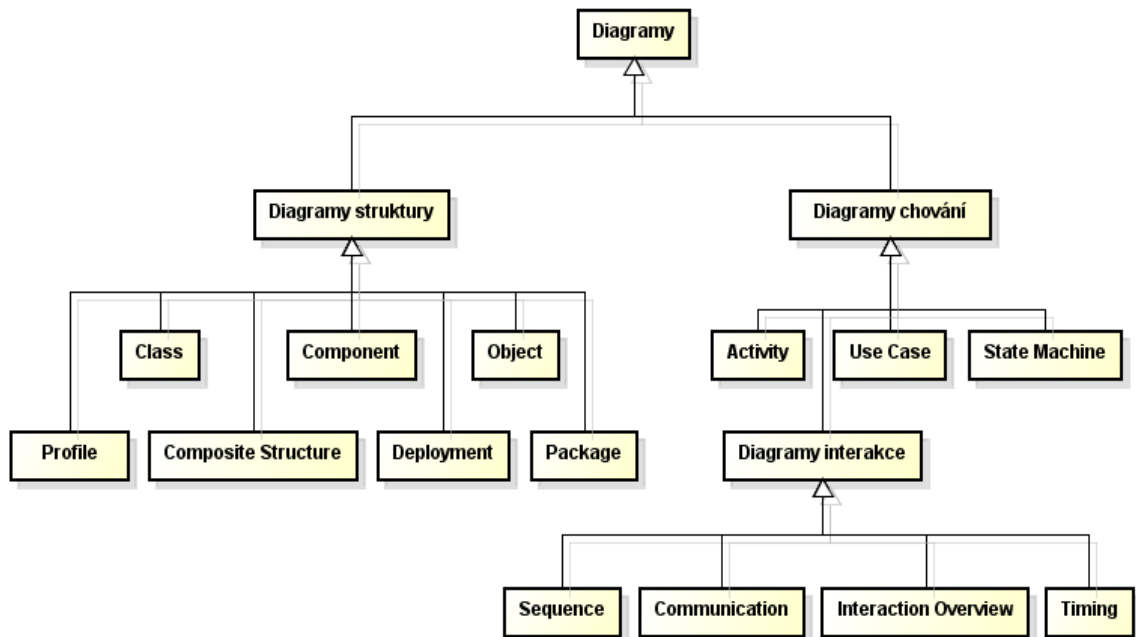 Diagramy
Diagramy struktury
Diagramy chování
Class
Component
Object
Activity
Use Case
State Machine
Profile
Composite Structure
Deployment
Package
Diagramy interakce
Sequence
Communication
Interaction Overview
Timing